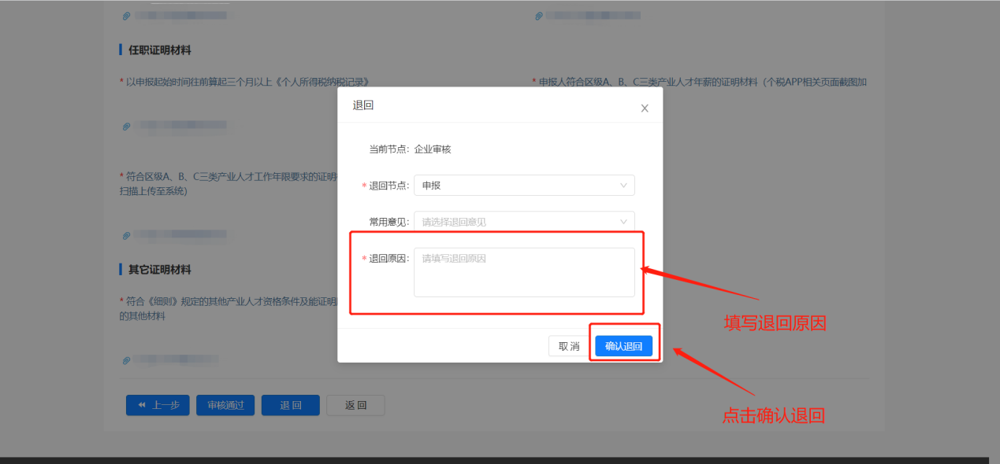 任职证明材料
* 以申报起始时间往前算起三个月以上《个人所得税纳税记录》
* 申报人符合区级A、B、C三类产业人才年薪的证明材料（个税APP相关页面截图加
退回
当前节点：企业审核
* 退回节点：申报
* 符合区级A、B、C三类产业人才工作年限要求的证明
扫描上传至系统）
常用意见：请选择退回意见
* 退回原因：请填写退回原因
其它证明材料
* 符合《细则》规定的其他产业人才资格条件及能证明
的其他材料
填写退回原因
取 消
确认退回
上一步
审核通过
退 回
返 回
点击确认退回